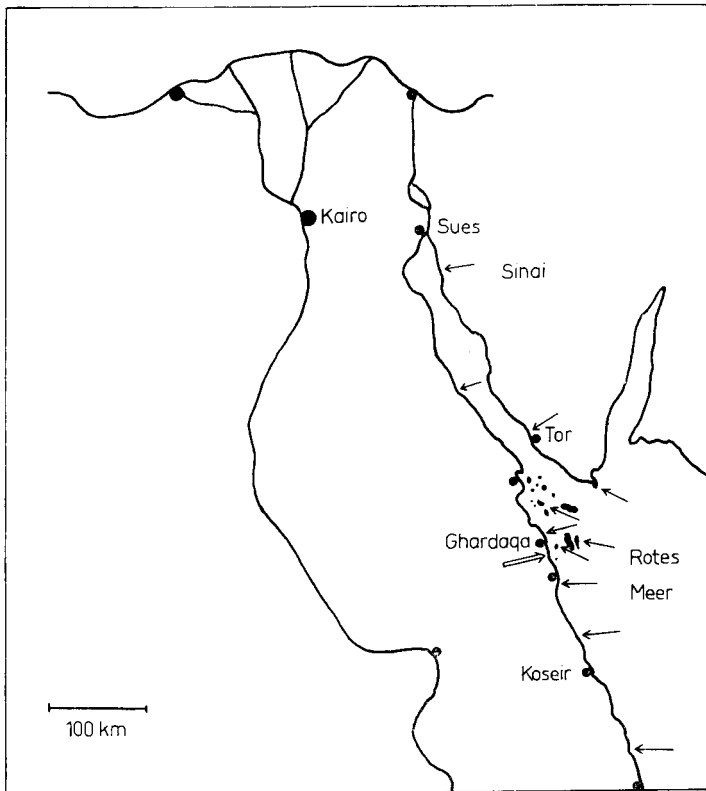 Kairo
Sues
Sinai
Tor
Ghardaqa
Rotes
Meer
Koseir
100 km